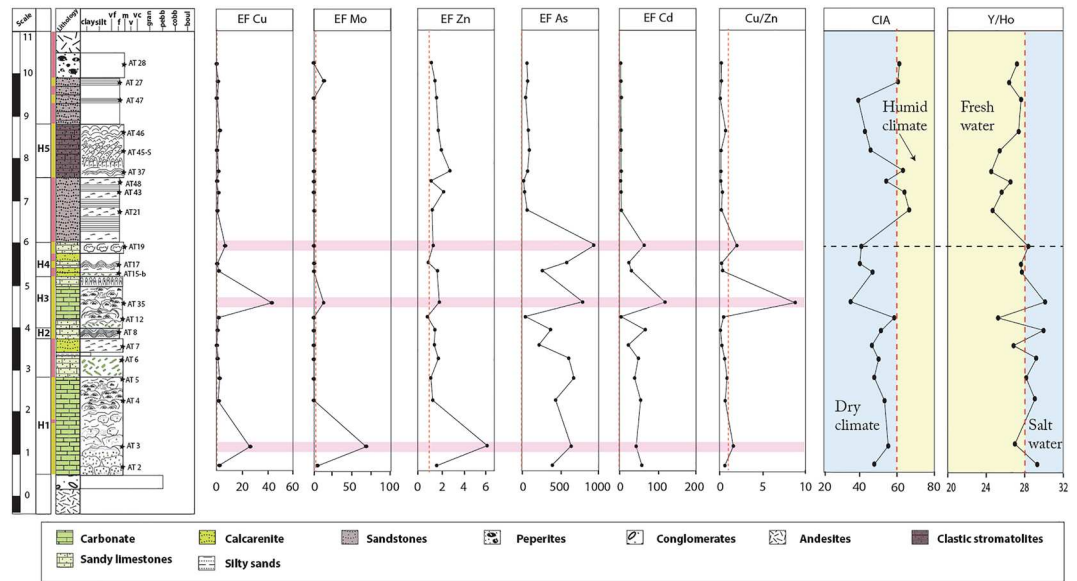 Scale
Lithology
clay silt vf f m v vc gran pebb cobb boul
EF Cu
EF Mo
EF Zn
EF As
EF Cd
Cu/Zn
CIA
Y/Ho
11
10
9
8
7
6
5
4
3
2
1
0
H5
H4
H3
H2
H1
AT 28
AT 27
AT 47
AT 46
AT 45-S
AT 37
AT48
AT 43
AT21
AT19
AT17
AT15-b
AT 35
AT 12
AT 8
AT 7
AT 6
AT 5
AT 4
AT 3
AT 2
Humid
climate
Fresh
water
Dry
climate
Salt
water
0 20 40 60
0 50 100
0 2 4 6
0 500 1000
0 100 200
0 5 10
20 40 60 80
20 24 28 32
Carbonate
Calcarenite
Sandstones
Peperites
Conglomerates
Andesites
Clastic stromatolites
Sandy limestones
Silty sands